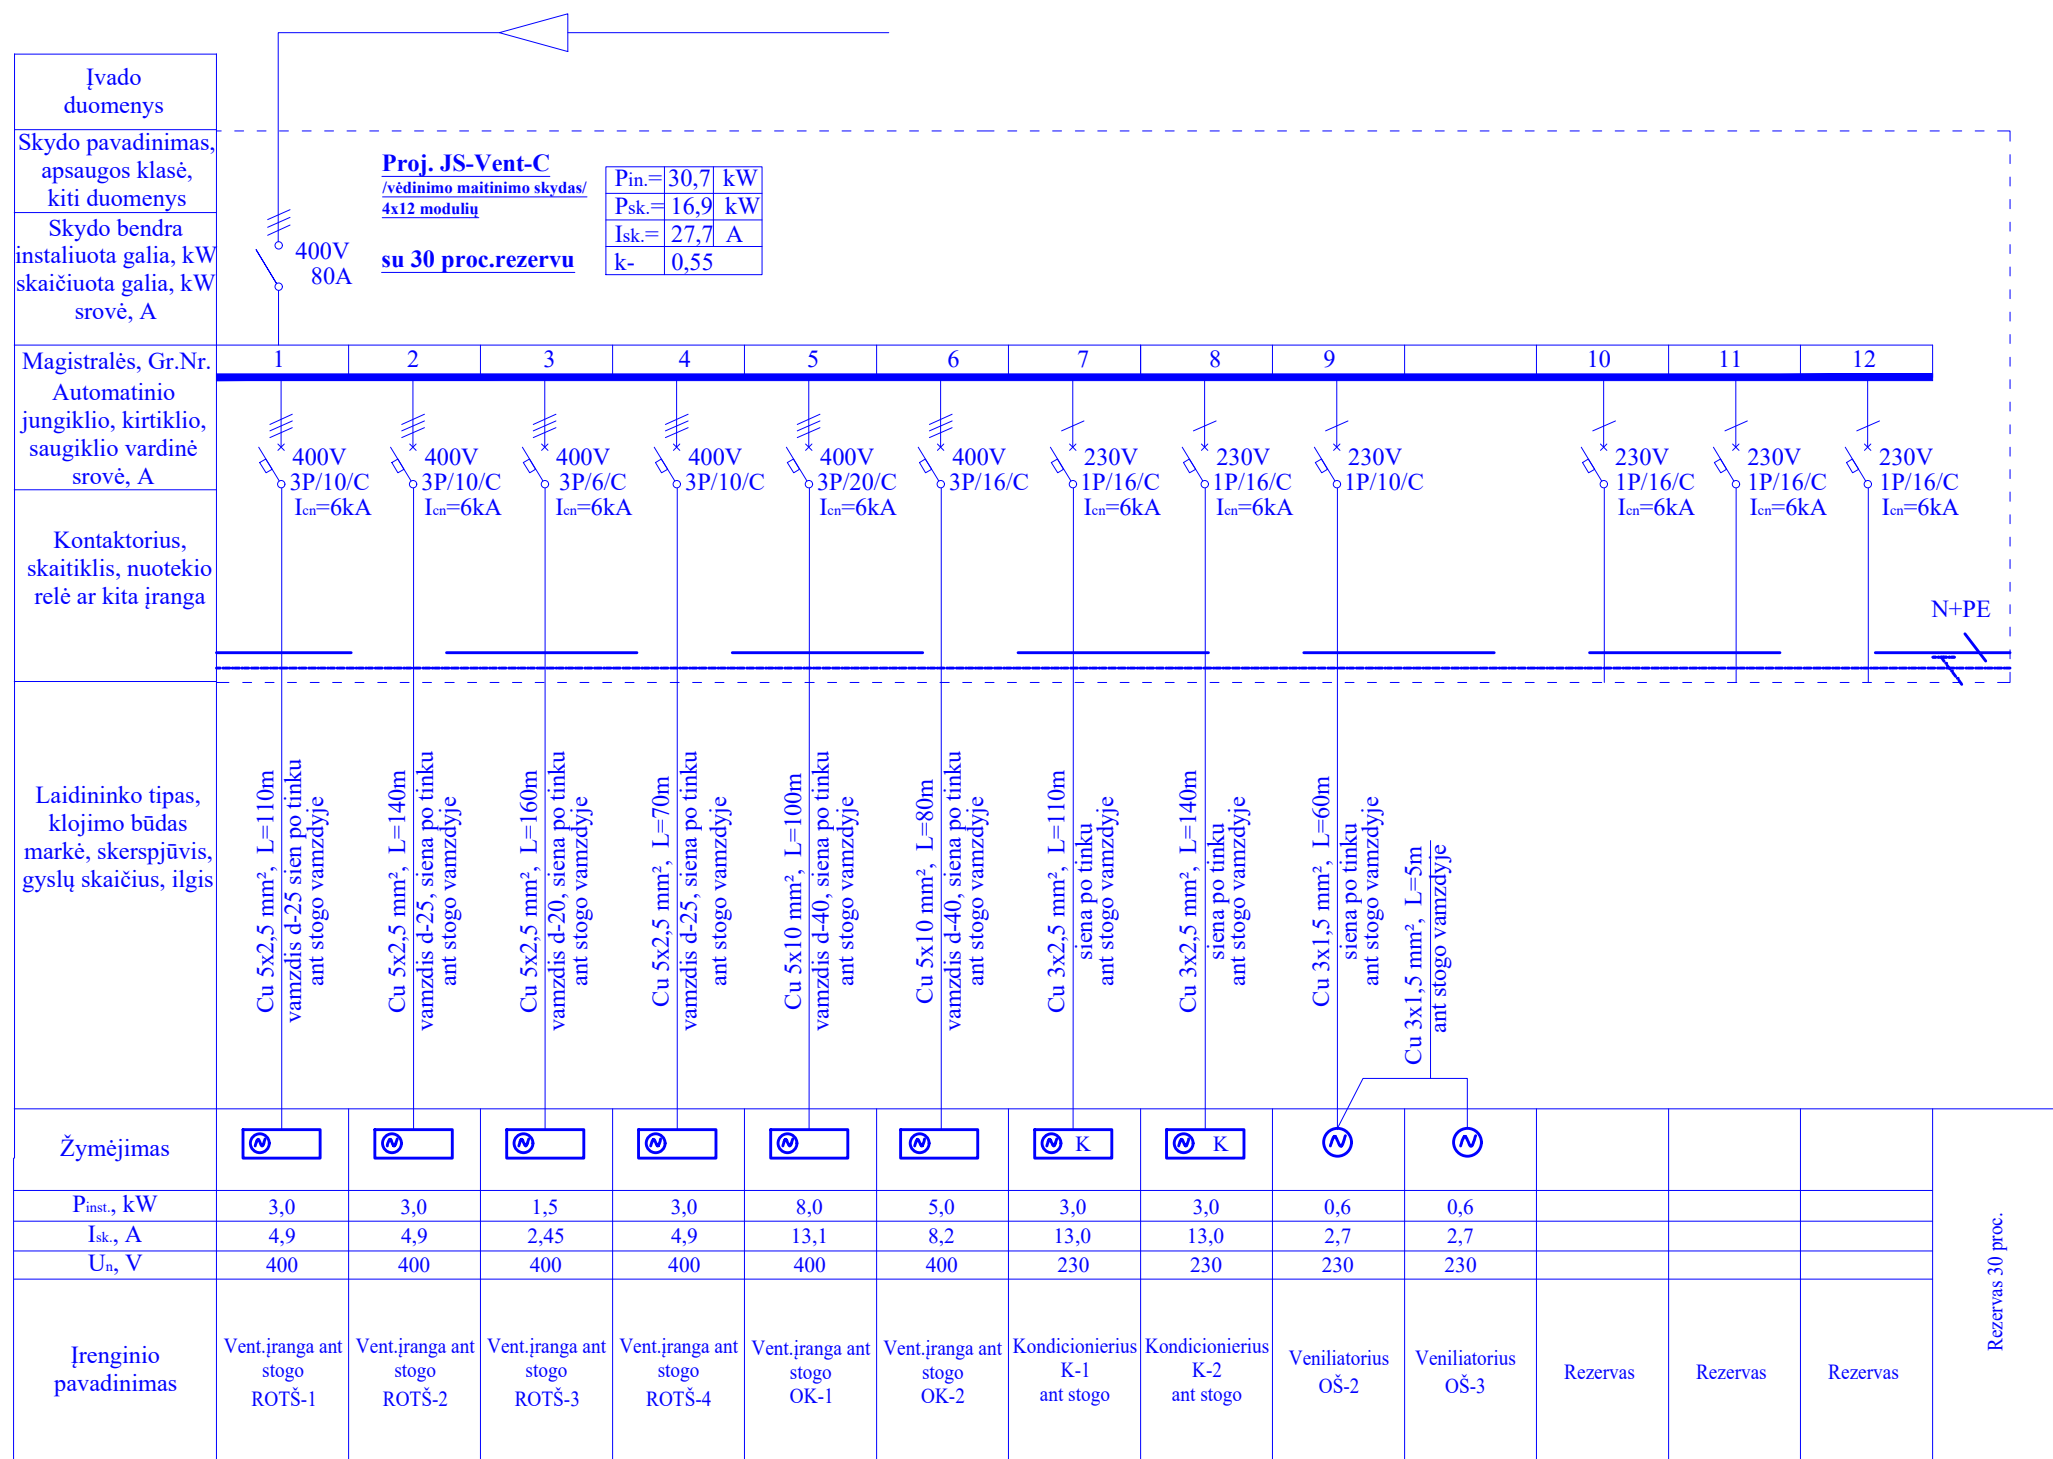 Įvado
duomenys
Skydo pavadinimas,
apsaugos klasė,
kiti duomenys
Skydo bendra
instaliuota galia, kW
skaičiuota galia, kW
srovė, A
400V
80A
Proj. JS-Vent-C
/vėdinimo maitinimo skydas/
4x12 modulių
su 30 proc.rezervu
Pin.= 30,7 kW
Psk.= 16,9 kW
Isk.= 27,7 A
k- 0,55
Magistralės, Gr.Nr.
1 2 3 4 5 6 7 8 9 10 11 12
Automatinio
jungiklio, kirtiklio,
saugiklio vardinė
srovė, A
400V
3P/10/C
Icn=6kA
400V
3P/10/C
Icn=6kA
400V
3P/6/C
Icn=6kA
400V
3P/10/C
400V
3P/20/C
Icn=6kA
400V
3P/16/C
230V
1P/16/C
Icn=6kA
230V
1P/16/C
Icn=6kA
230V
1P/10/C
230V
1P/16/C
Icn=6kA
230V
1P/16/C
Icn=6kA
230V
1P/16/C
Icn=6kA
Kontaktorius,
skaitiklis, nuotekio
relė ar kita įranga
N+PE
Laidininko tipas,
klojimo būdas
markė, skerspjūvis,
gyslų skaičius, ilgis
Cu 5x2,5 mm², L=110m
vamzdis d-25 sien po tinku
ant stogo vamzdyje
Cu 5x2,5 mm², L=140m
vamzdis d-25, siena po tinku
ant stogo vamzdyje
Cu 5x2,5 mm², L=160m
vamzdis d-20, siena po tinku
ant stogo vamzdyje
Cu 5x2,5 mm², L=70m
vamzdis d-25, siena po tinku
ant stogo vamzdyje
Cu 5x10 mm², L=100m
vamzdis d-40, siena po tinku
ant stogo vamzdyje
Cu 5x10 mm², L=80m
vamzdis d-40, siena po tinku
ant stogo vamzdyje
Cu 3x2,5 mm², L=110m
siena po tinku
ant stogo vamzdyje
Cu 3x2,5 mm², L=140m
siena po tinku
ant stogo vamzdyje
Cu 3x1,5 mm², L=60m
siena po tinku
ant stogo vamzdyje
Cu 3x1,5 mm², L=5m
ant stogo vamzdyje
Žymėjimas
K K
Pinst., kW 3,0 3,0 1,5 3,0 8,0 5,0 3,0 3,0 0,6 0,6
Isk., A 4,9 4,9 2,45 4,9 13,1 8,2 13,0 13,0 2,7 2,7
Un, V 400 400 400 400 400 400 230 230 230 230
Įrenginio
pavadinimas
Vent.įranga ant
stogo
ROTŠ-1
Vent.įranga ant
stogo
ROTŠ-2
Vent.įranga ant
stogo
ROTŠ-3
Vent.įranga ant
stogo
ROTŠ-4
Vent.įranga ant
stogo
OK-1
Vent.įranga ant
stogo
OK-2
Kondicionierius
K-1
ant stogo
Kondicionierius
K-2
ant stogo
Veniliatorius
OŠ-2
Veniliatorius
OŠ-3
Rezervas
Rezervas
Rezervas
Rezervas 30 proc.